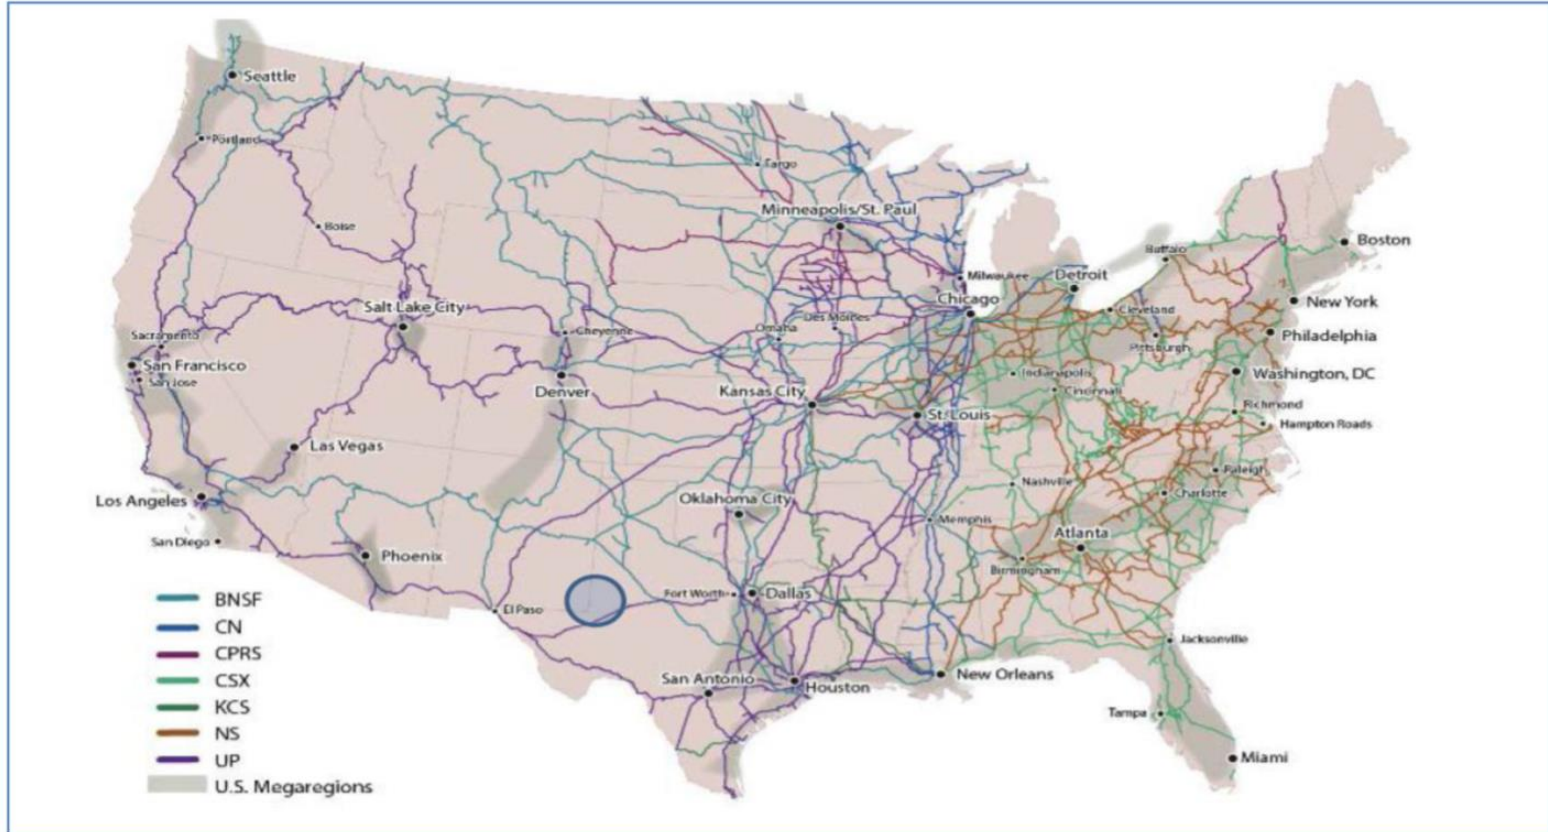 Seattle
Portland
Fargo
Minneapolis/St. Paul
Boise
Boston
Buffalo
Milwaukee
Detroit
Chicago
New York
Salt Lake City
Cheyenne
Omaha
Des Moines
Cleveland
Sacramento
Philadelphia
Pittsburgh
San Francisco
San Jose
Denver
Kansas City
Indianapolis
Cincinnati
Washington, DC
Richmond
St. Louis
Hampton Roads
Las Vegas
Los Angeles
Oklahoma City
Nashville
Raleigh
Charlotte
San Diego
Memphis
Atlanta
Phoenix
Birmingham
El Paso
Fort Worth
Dallas
Jacksonville
San Antonio
Houston
New Orleans
Tampa
Miami
BNSF
CN
CPRS
CSX
KCS
NS
UP
U.S. Megaregions